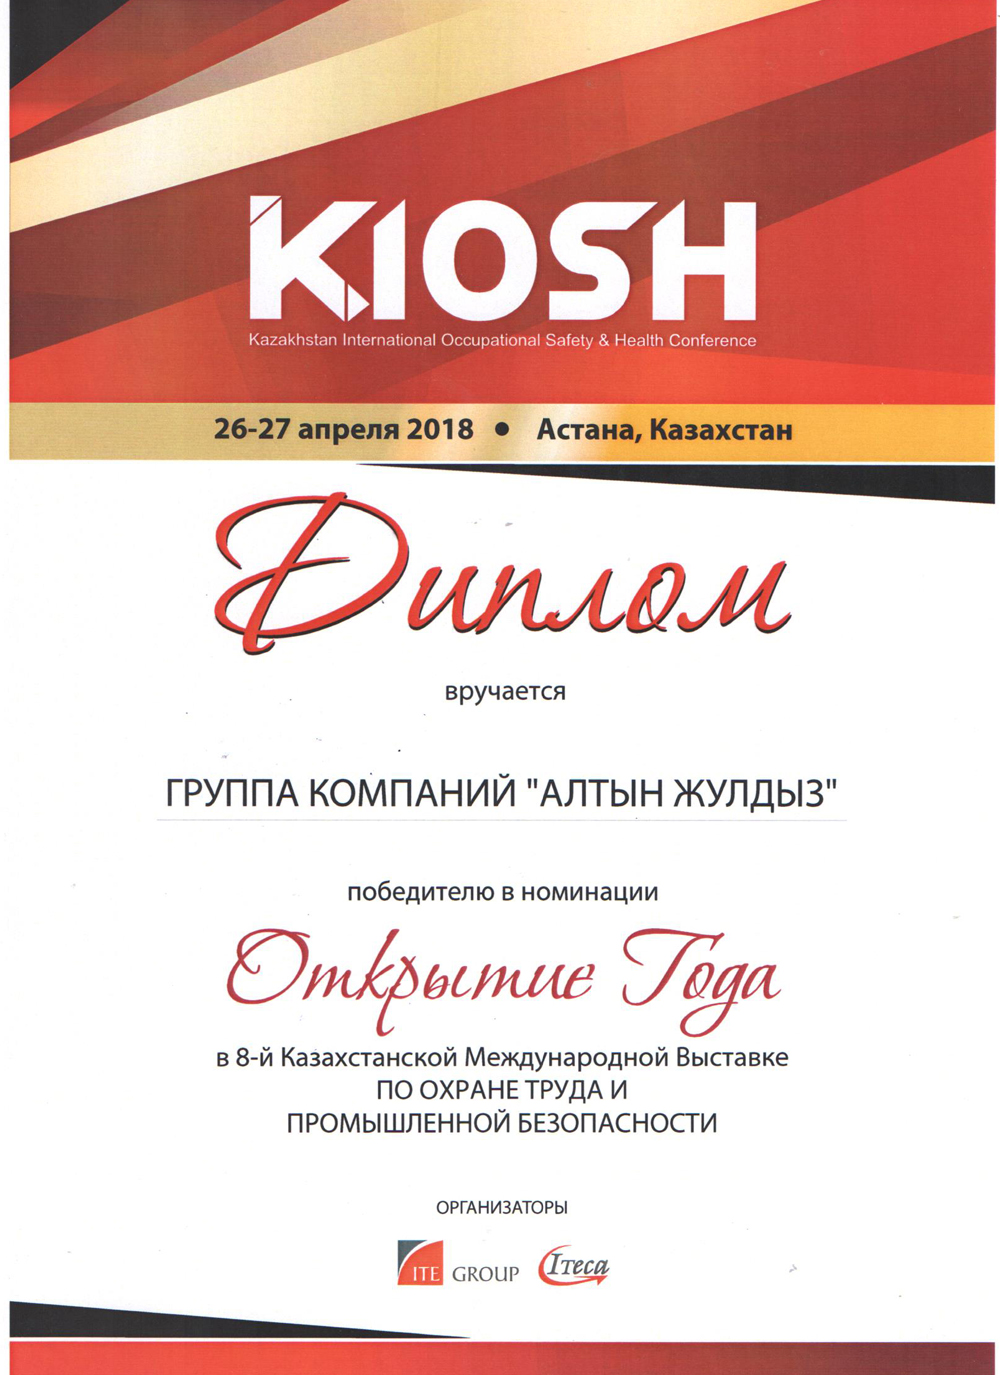 KIOSH
Kazakhstan International Occupational Safety & Health Conference
26-27 апреля 2018 • Астана, Казахстан
Диплом
вручается
ГРУППА КОМПАНИЙ "АЛТЫН ЖУЛДЫЗ"
победителю в номинации
Открытие Года
в 8-й Казахстанской Международной Выставке
ПО ОХРАНЕ ТРУДА И
ПРОМЫШЛЕННОЙ БЕЗОПАСНОСТИ
ОРГАНИЗАТОРЫ
ITE GROUP Iteca